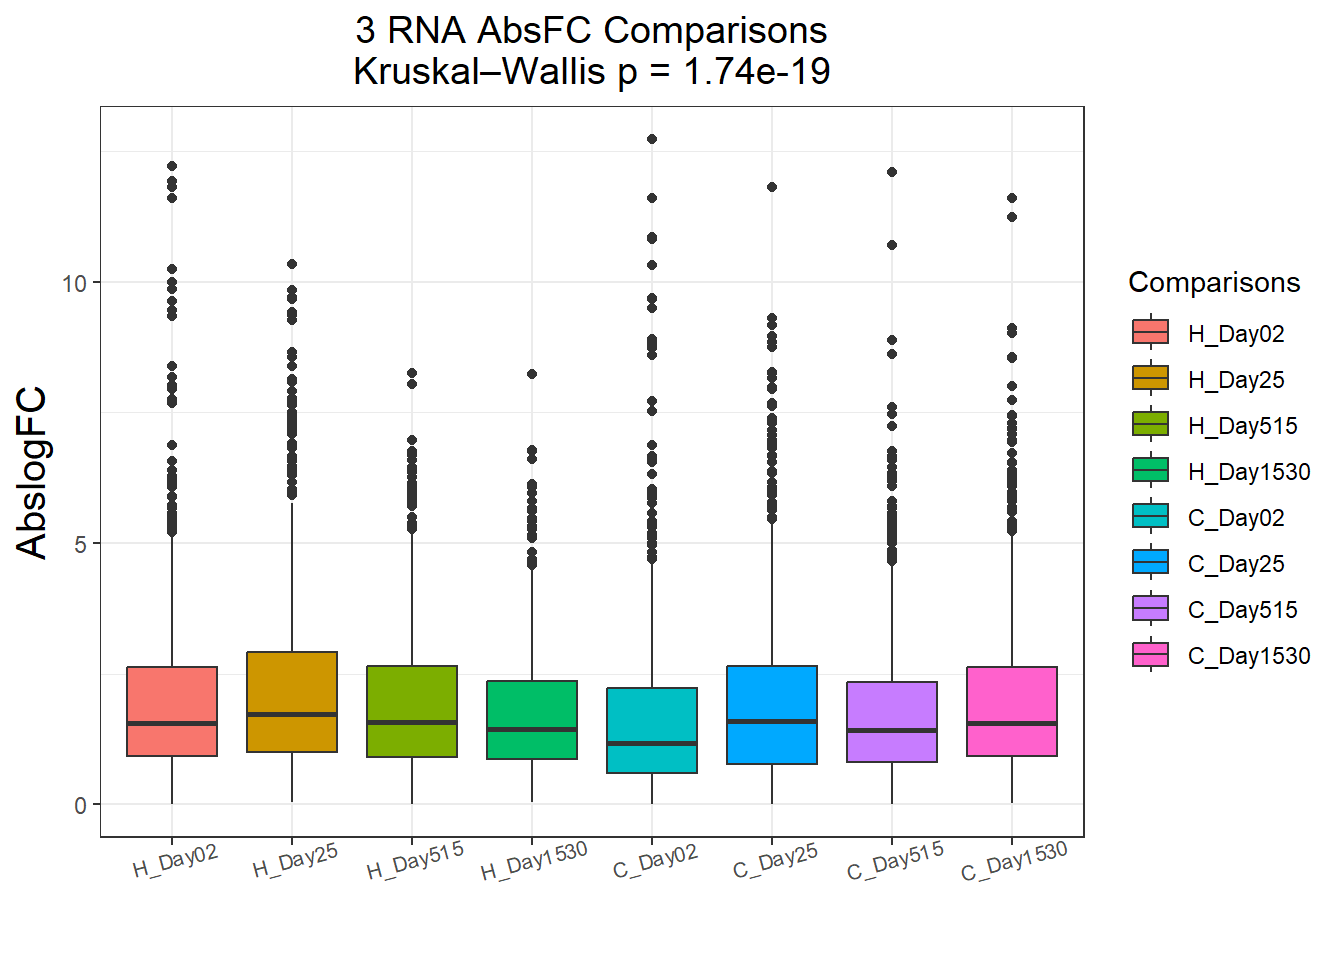 3 RNA AbsFC Comparisons
Kruskal–Wallis p = 1.74e-19
AbslogFC
10
5
0
H_Day02
H_Day25
H_Day515
H_Day1530
C_Day02
C_Day25
C_Day515
C_Day1530
Comparisons
H_Day02
H_Day25
H_Day515
H_Day1530
C_Day02
C_Day25
C_Day515
C_Day1530